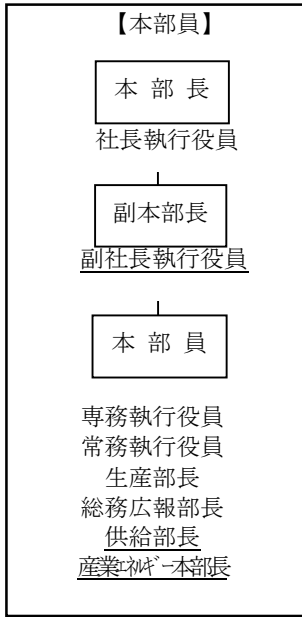 【本部員】
本 部 長
社長執行役員
副本部長
副社長執行役員
本 部 員
専務執行役員
常務執行役員
生産部長
総務広報部長
供給部長
産業ｴﾈﾙｷﾞｰ本部長